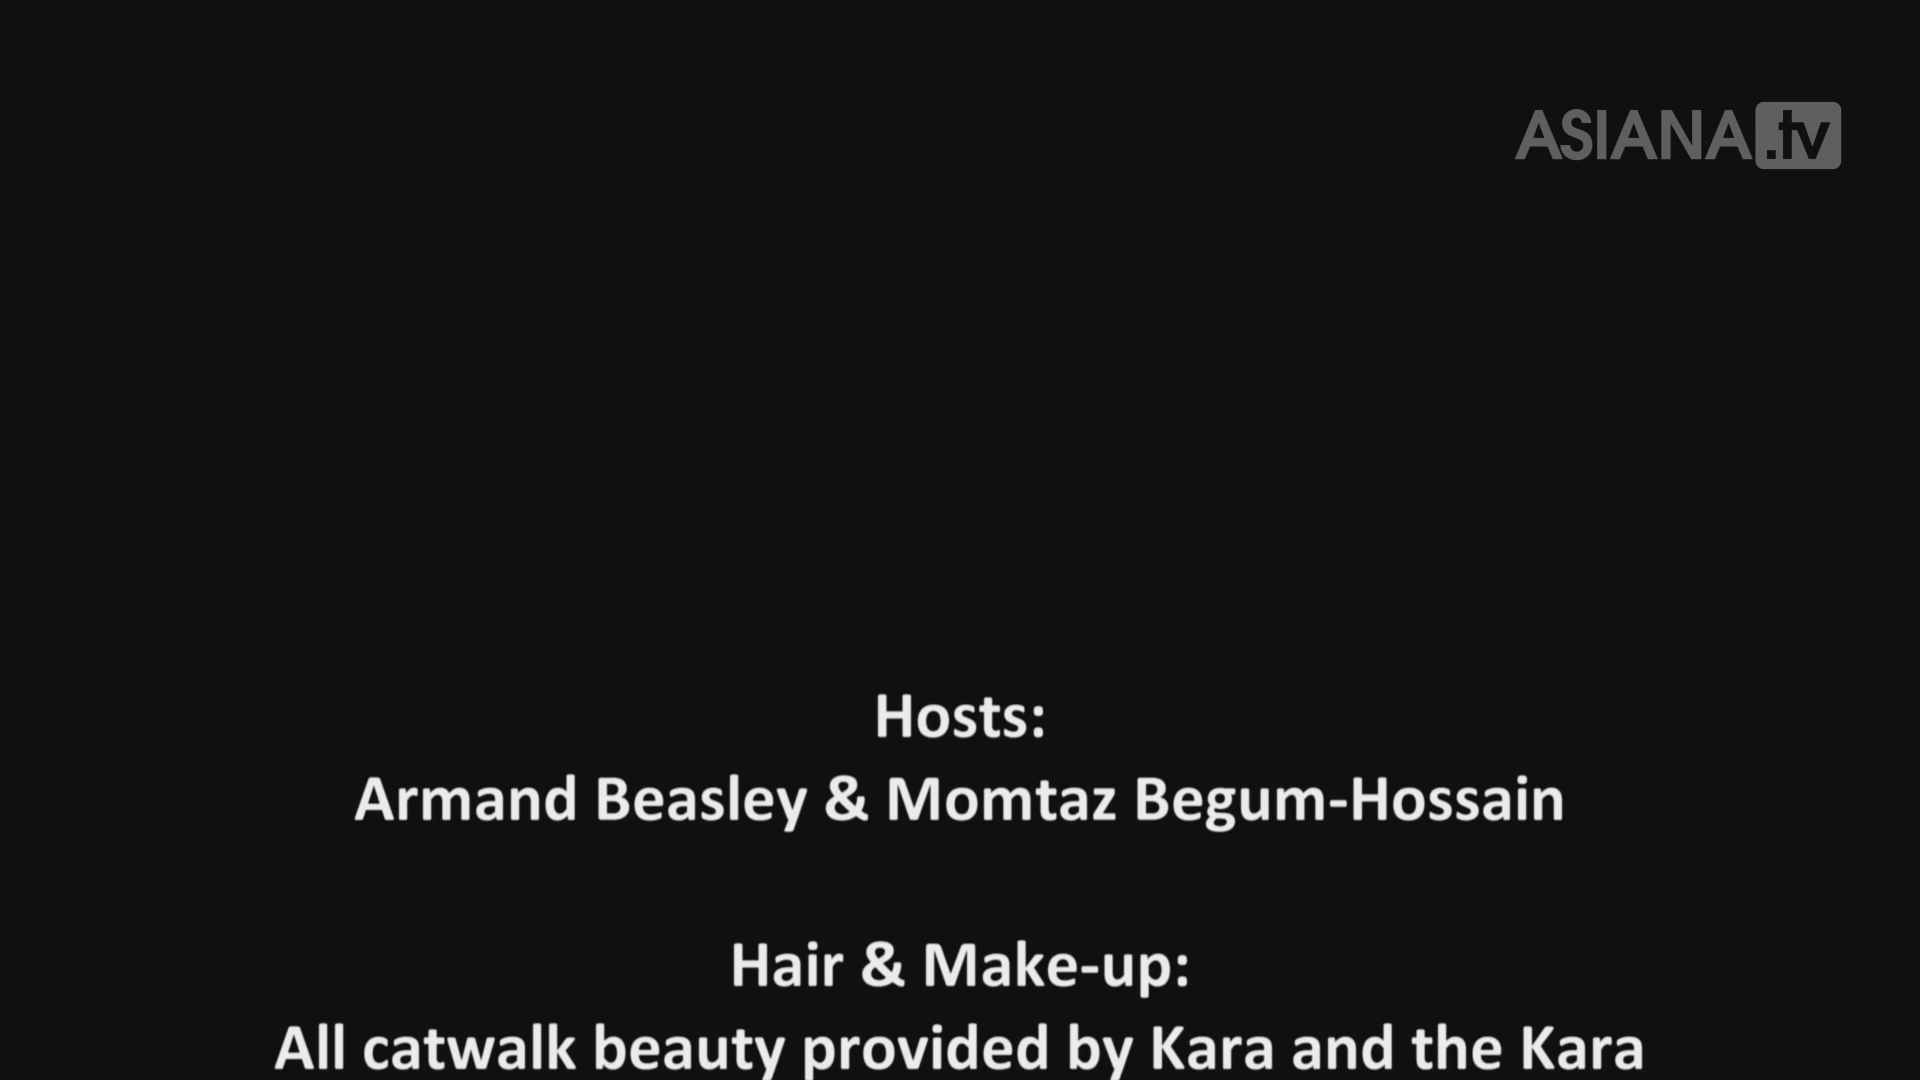 ASIANA.tv
Hosts:
Armand Beasley & Momtaz Begum-Hossain
Hair & Make-up:
All catwalk beauty provided by Kara and the Kara